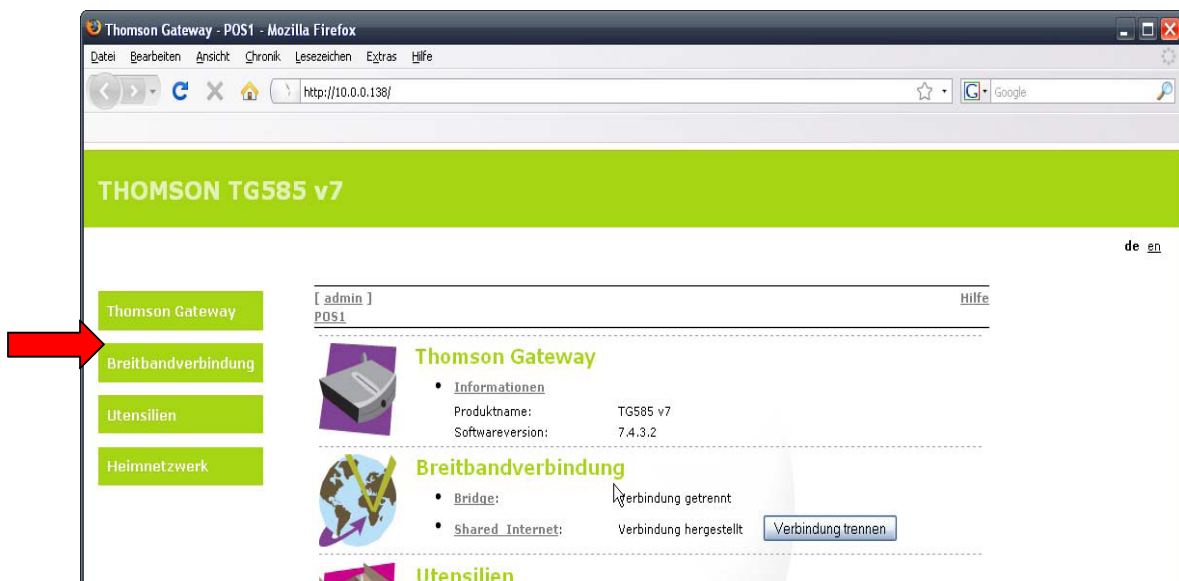 Thomson Gateway - POS1 - Mozilla Firefox
Datei Bearbeiten Ansicht Chronik Lesezeichen Extras Hilfe
http://10.0.0.138/
G Google
THOMSON TG585 v7
de en
Thomson Gateway
Breitbandverbindung
Utensilien
Heimnetzwerk
[ admin ] Hilfe
POS1
Thomson Gateway
Informationen
Produktname: TG585 v7
Softwareversion: 7.4.3.2
Breitbandverbindung
Bridge: Verbindung getrennt
Shared_Internet: Verbindung hergestellt Verbindung trennen
Utensilien